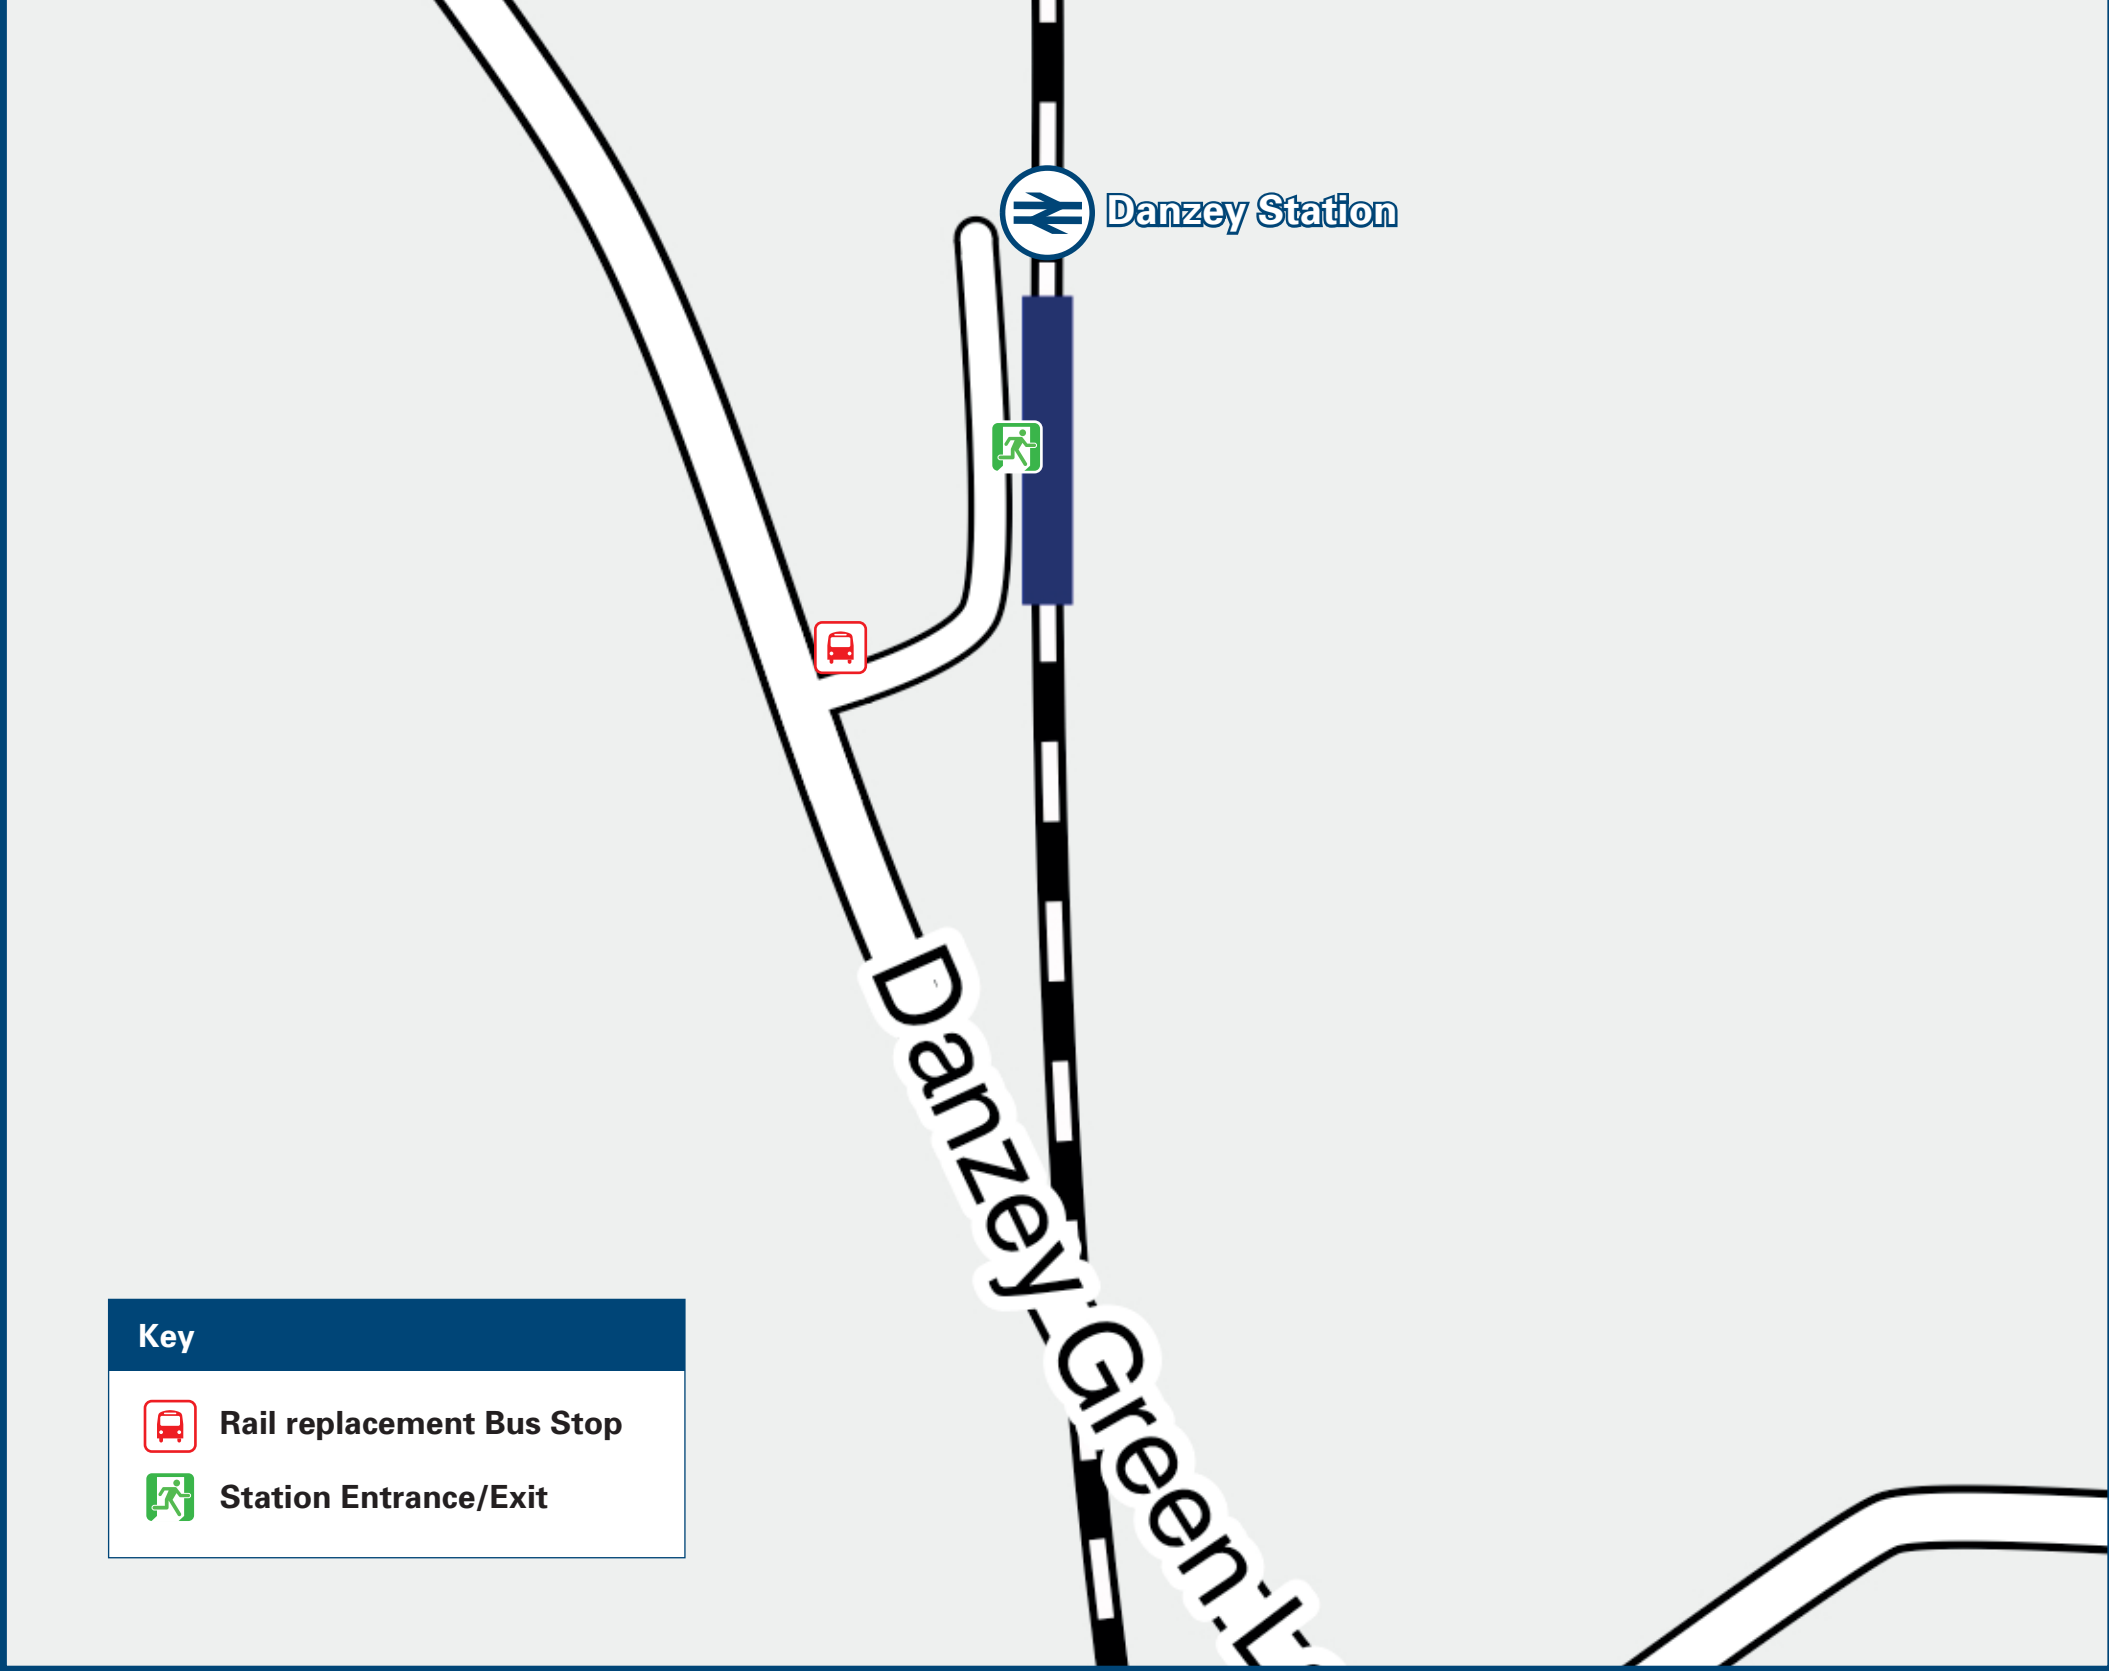 Danzey Station
Danzey Green
Key
Rail replacement Bus Stop
Station Entrance/Exit